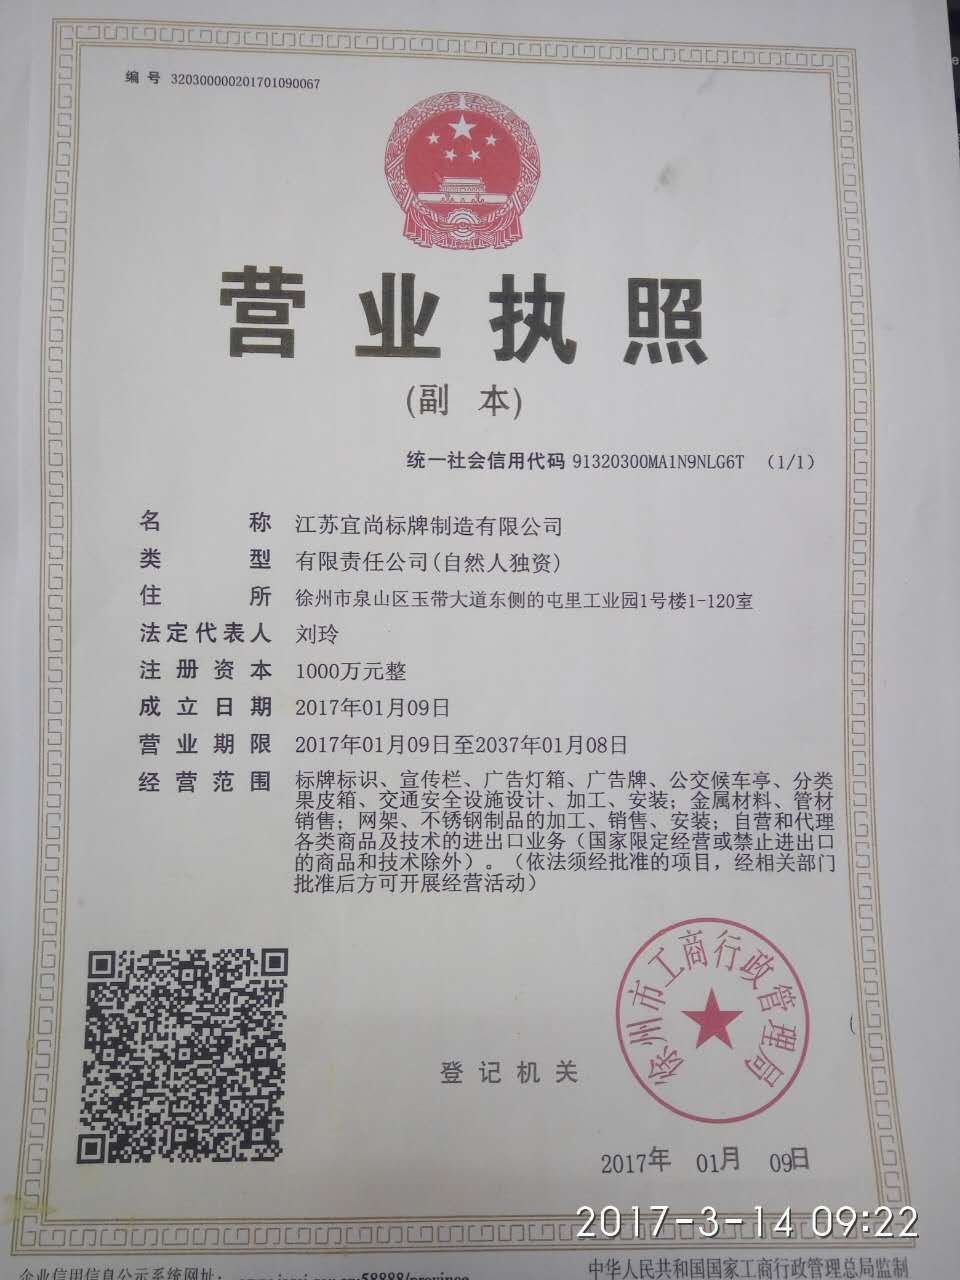 编号 320300000201701090067
营业执照
(副 本)
统一社会信用代码 91320300MA1N9NLG6T (1/1)
名 称 江苏宜尚标牌制造有限公司
类 型 有限责任公司(自然人独资)
住 所 徐州市泉山区玉带大道东侧的屯里工业园1号楼1-120室
法定代表人 刘玲
注册资本 1000万元整
成立日期 2017年01月09日
营业期限 2017年01月09日至2037年01月08日
经营范围 标牌标识、宣传栏、广告灯箱、广告牌、公交候车亭、分类
果皮箱、交通安全设施设计、加工、安装；金属材料、管材
销售；网架、不锈钢制品的加工、销售、安装；自营和代理
各类商品及技术的进出口业务（国家限定经营或禁止进出口
的商品和技术除外）。（依法须经批准的项目，经相关部门
批准后方可开展经营活动）
徐州市工商行政管理局
登记机关
2017年 01月 09日
2017-3-14 09:22
企业信用信息公示系统网址：
中华人民共和国国家工商行政管理总局监制